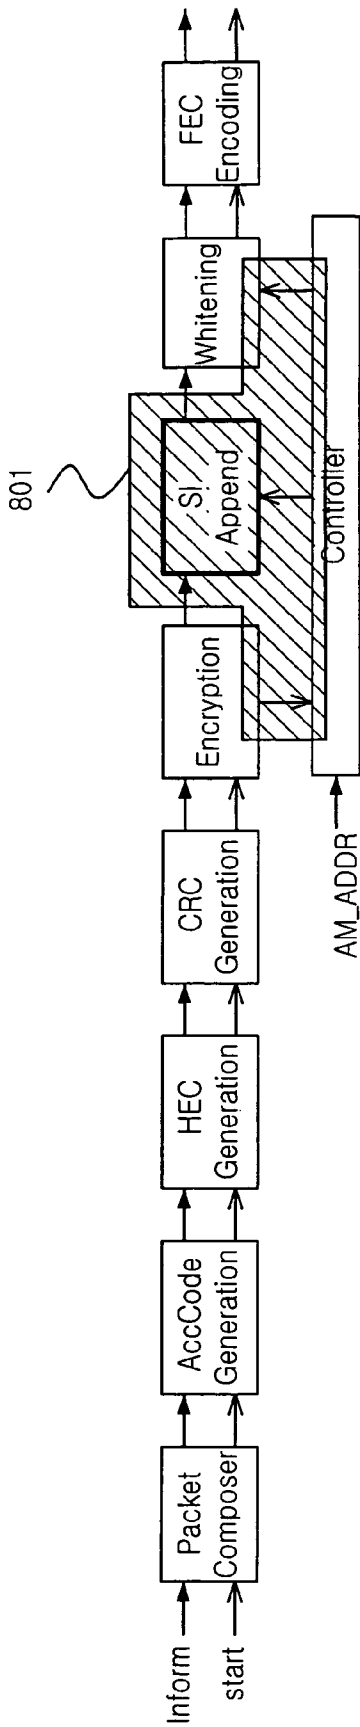 Inform
start
Packet
Composer
AccCode
Generation
HEC
Generation
CRC
Generation
Encryption
SI
Append
Whitening
FEC
Encoding
801
AM_ADDR
Controller